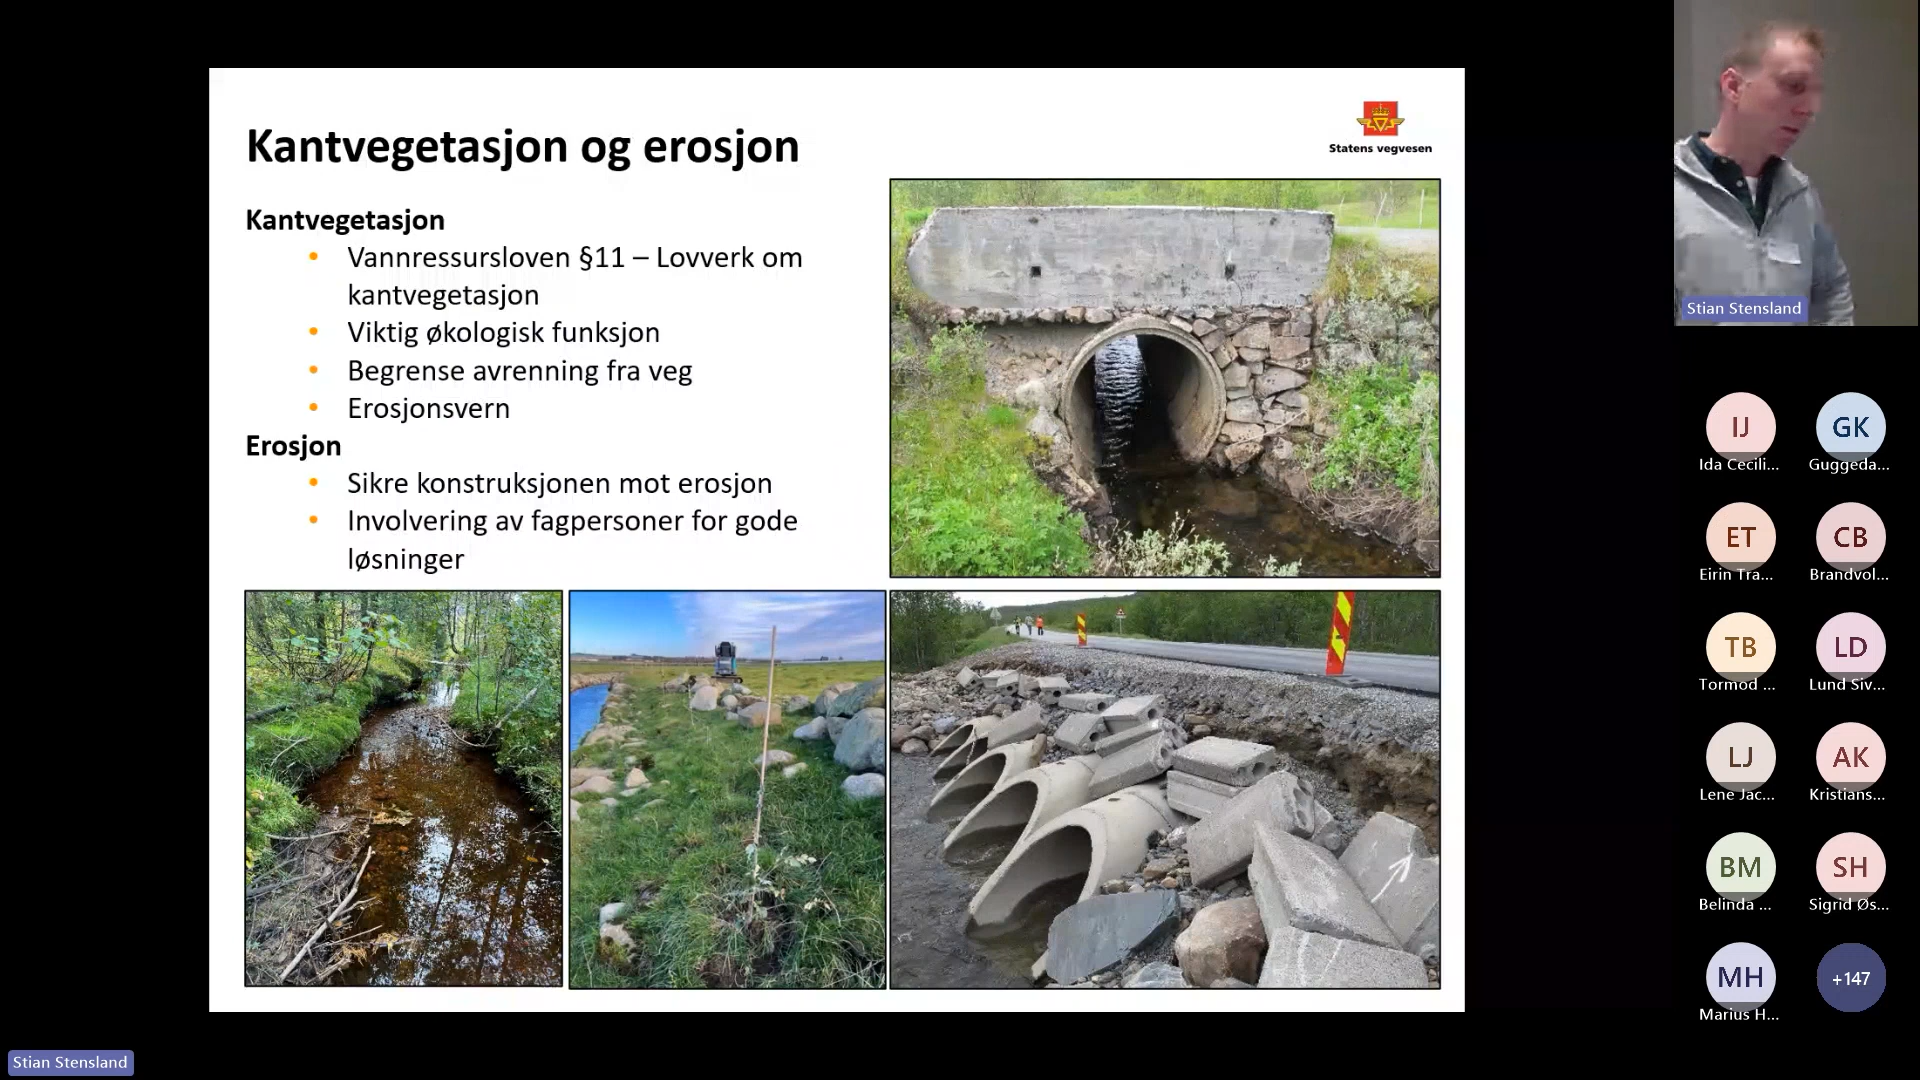 Kantvegetasjon og erosjon
Statens vegvesen
Kantvegetasjon
• Vannressursloven §11 – Lovverk om
kantvegetasjon
• Viktig økologisk funksjon
• Begrense avrenning fra veg
• Erosjonsvern
Erosjon
• Sikre konstruksjonen mot erosjon
• Involvering av fagpersoner for gode
løsninger
Stian Stensland
IJ
Ida Cecili...
GK
Guggeda...
ET
Eirin Tra...
CB
Brandvol...
TB
Tormod ...
LD
Lund Siv...
LJ
Lene Jac...
AK
Kristians...
BM
Belinda ...
SH
Sigrid Øs...
MH
Marius H...
+147
Stian Stensland